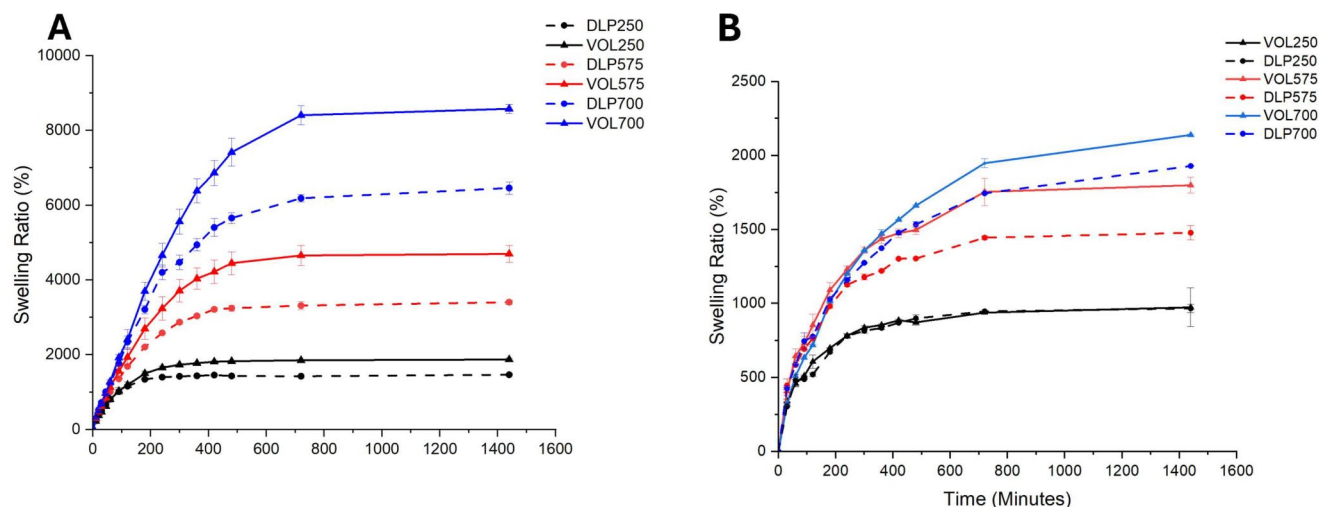 A
DLP250
VOL250
DLP575
VOL575
DLP700
VOL700
10000
8000
6000
4000
2000
0
Swelling Ratio (%)
0 200 400 600 800 1000 1200 1400 1600
B
VOL250
DLP250
VOL575
DLP575
VOL700
DLP700
2500
2000
1500
1000
500
0
Swelling Ratio (%)
0 200 400 600 800 1000 1200 1400 1600
Time (Minutes)